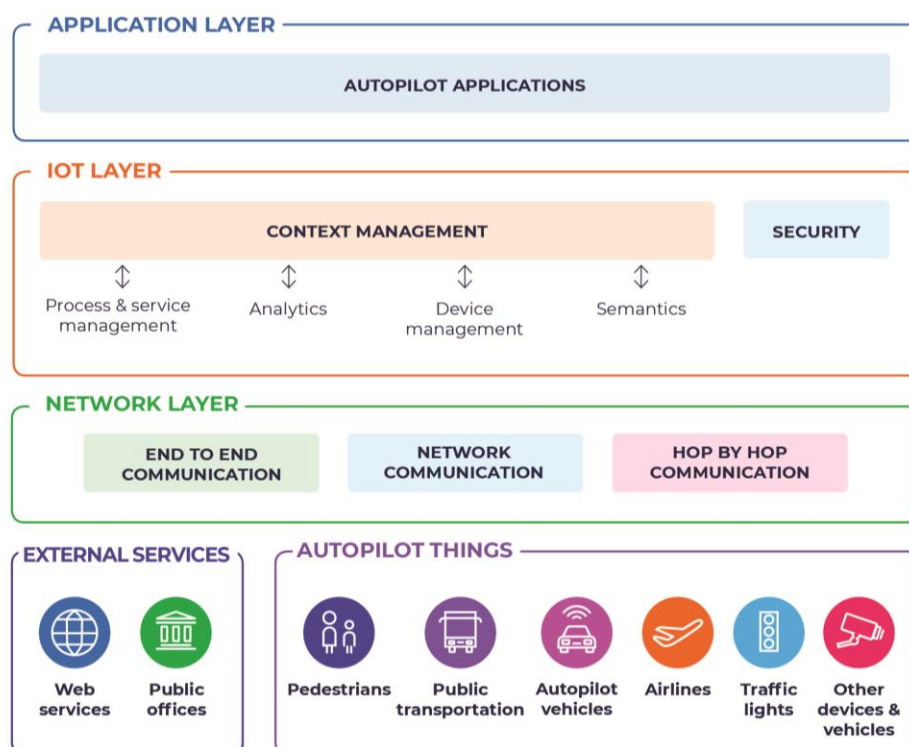 APPLICATION LAYER
AUTOPILOT APPLICATIONS
IOT LAYER
CONTEXT MANAGEMENT
SECURITY
Process & service
management
Analytics
Device
management
Semantics
NETWORK LAYER
END TO END
COMMUNICATION
NETWORK
COMMUNICATION
HOP BY HOP
COMMUNICATION
EXTERNAL SERVICES
Web
services
Public
offices
AUTOPILOT THINGS
Pedestrians
Public
transportation
Autopilot
vehicles
Airlines
Traffic
lights
Other
devices &
vehicles